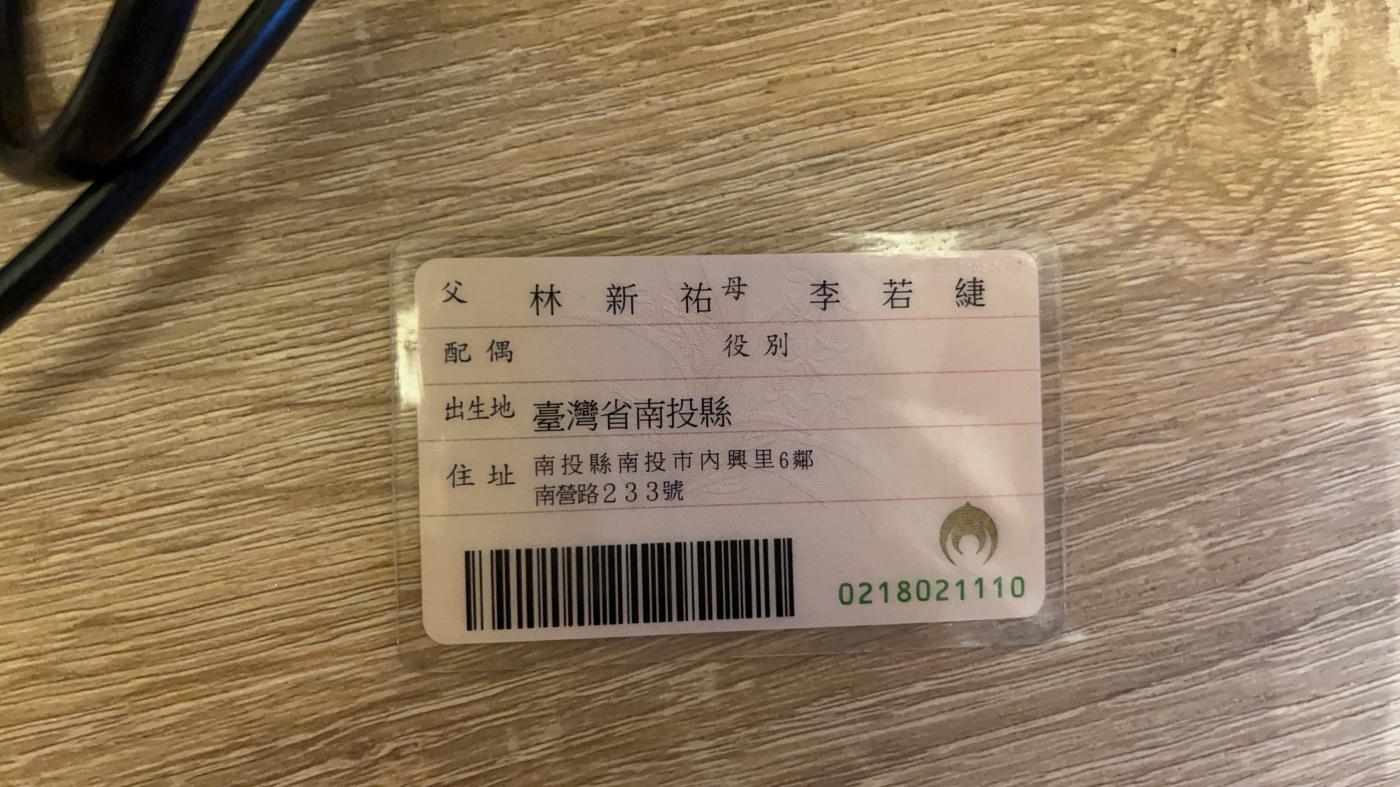 父 林新祐 母 李若緁
配偶 役別
出生地 臺灣省南投縣
住址 南投縣南投市內興里6鄰
南營路233號
0218021110